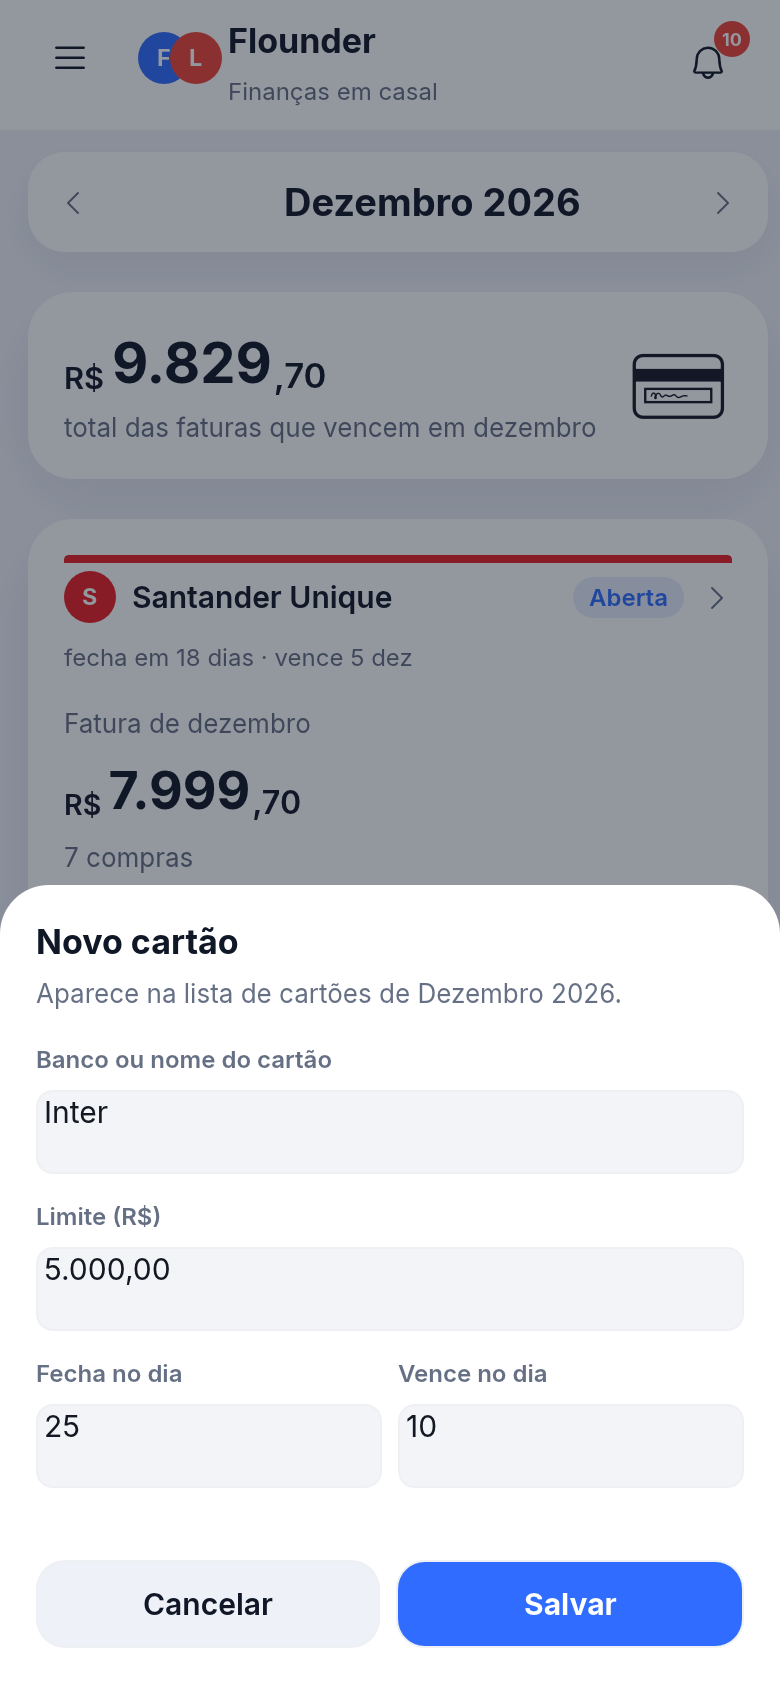 F L Flounder
Finanças em casal
10
Dezembro 2026
R$ 9.829,70
total das faturas que vencem em dezembro
S Santander Unique Aberta
fecha em 18 dias · vence 5 dez
Fatura de dezembro
R$ 7.999,70
7 compras
Novo cartão
Aparece na lista de cartões de Dezembro 2026.
Banco ou nome do cartão
Inter
Limite (R$)
5.000,00
Fecha no dia Vence no dia
25 10
Cancelar Salvar